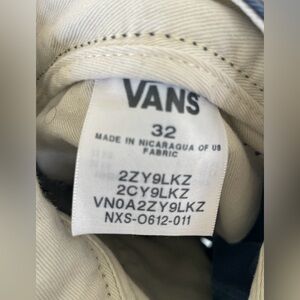 VANS
32
MADE IN NICARAGUA OF US
FABRIC
2ZY9LKZ
2CY9LKZ
VN0A2ZY9LKZ
NXS-O612-011